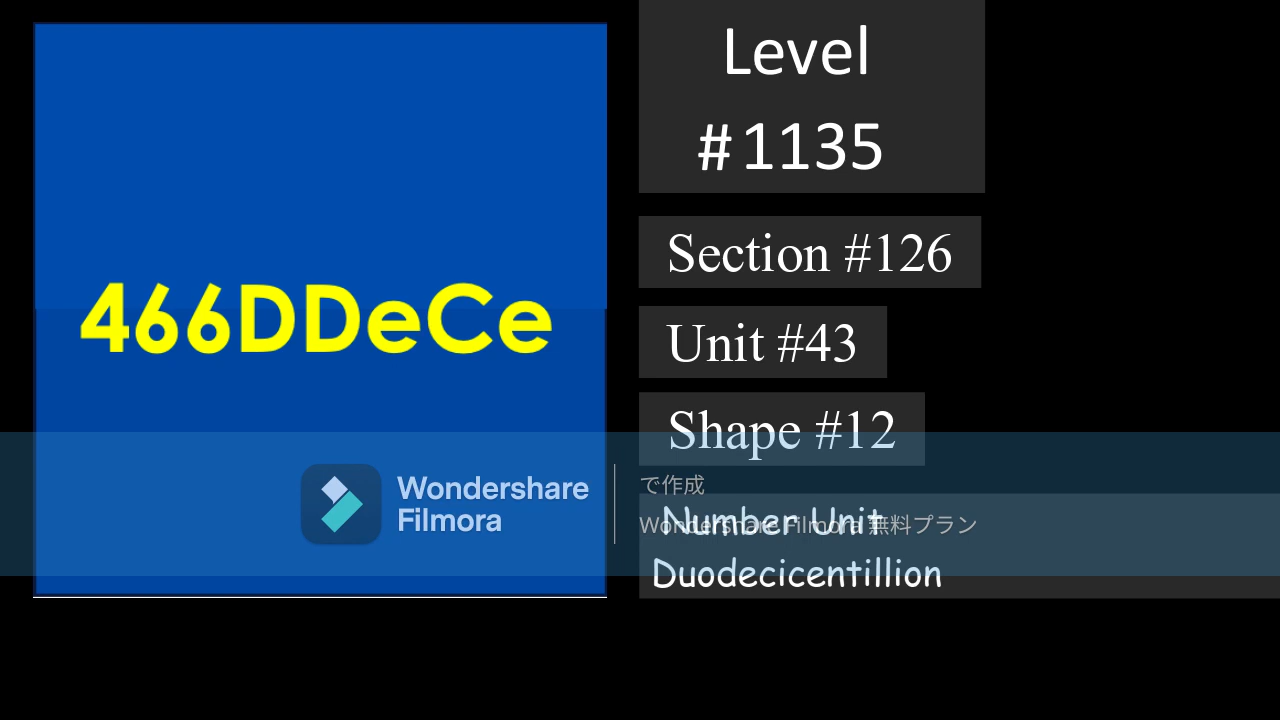 466DDeCe
Level
#1135
Section #126
Unit #43
Shape #12
Wondershare
Filmora
で作成
Wondershare Filmora 無料プラン
Number Unit
Duodecicentillion